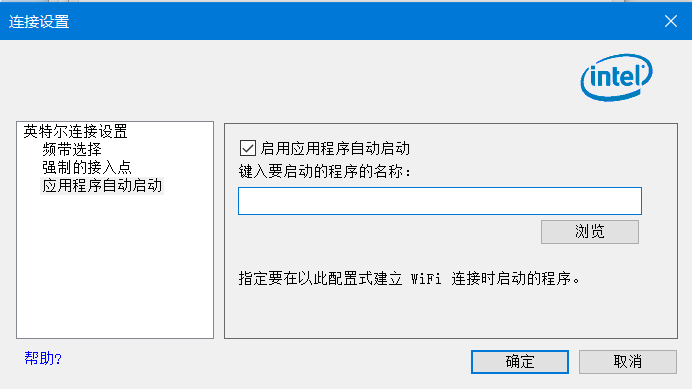 连接设置
intel
英特尔连接设置
频带选择
强制的接入点
应用程序自动启动
启用应用程序自动启动
键入要启动的程序的名称:
浏览
指定要在以此配置式建立 WiFi 连接时启动的程序。
帮助?
确定
取消